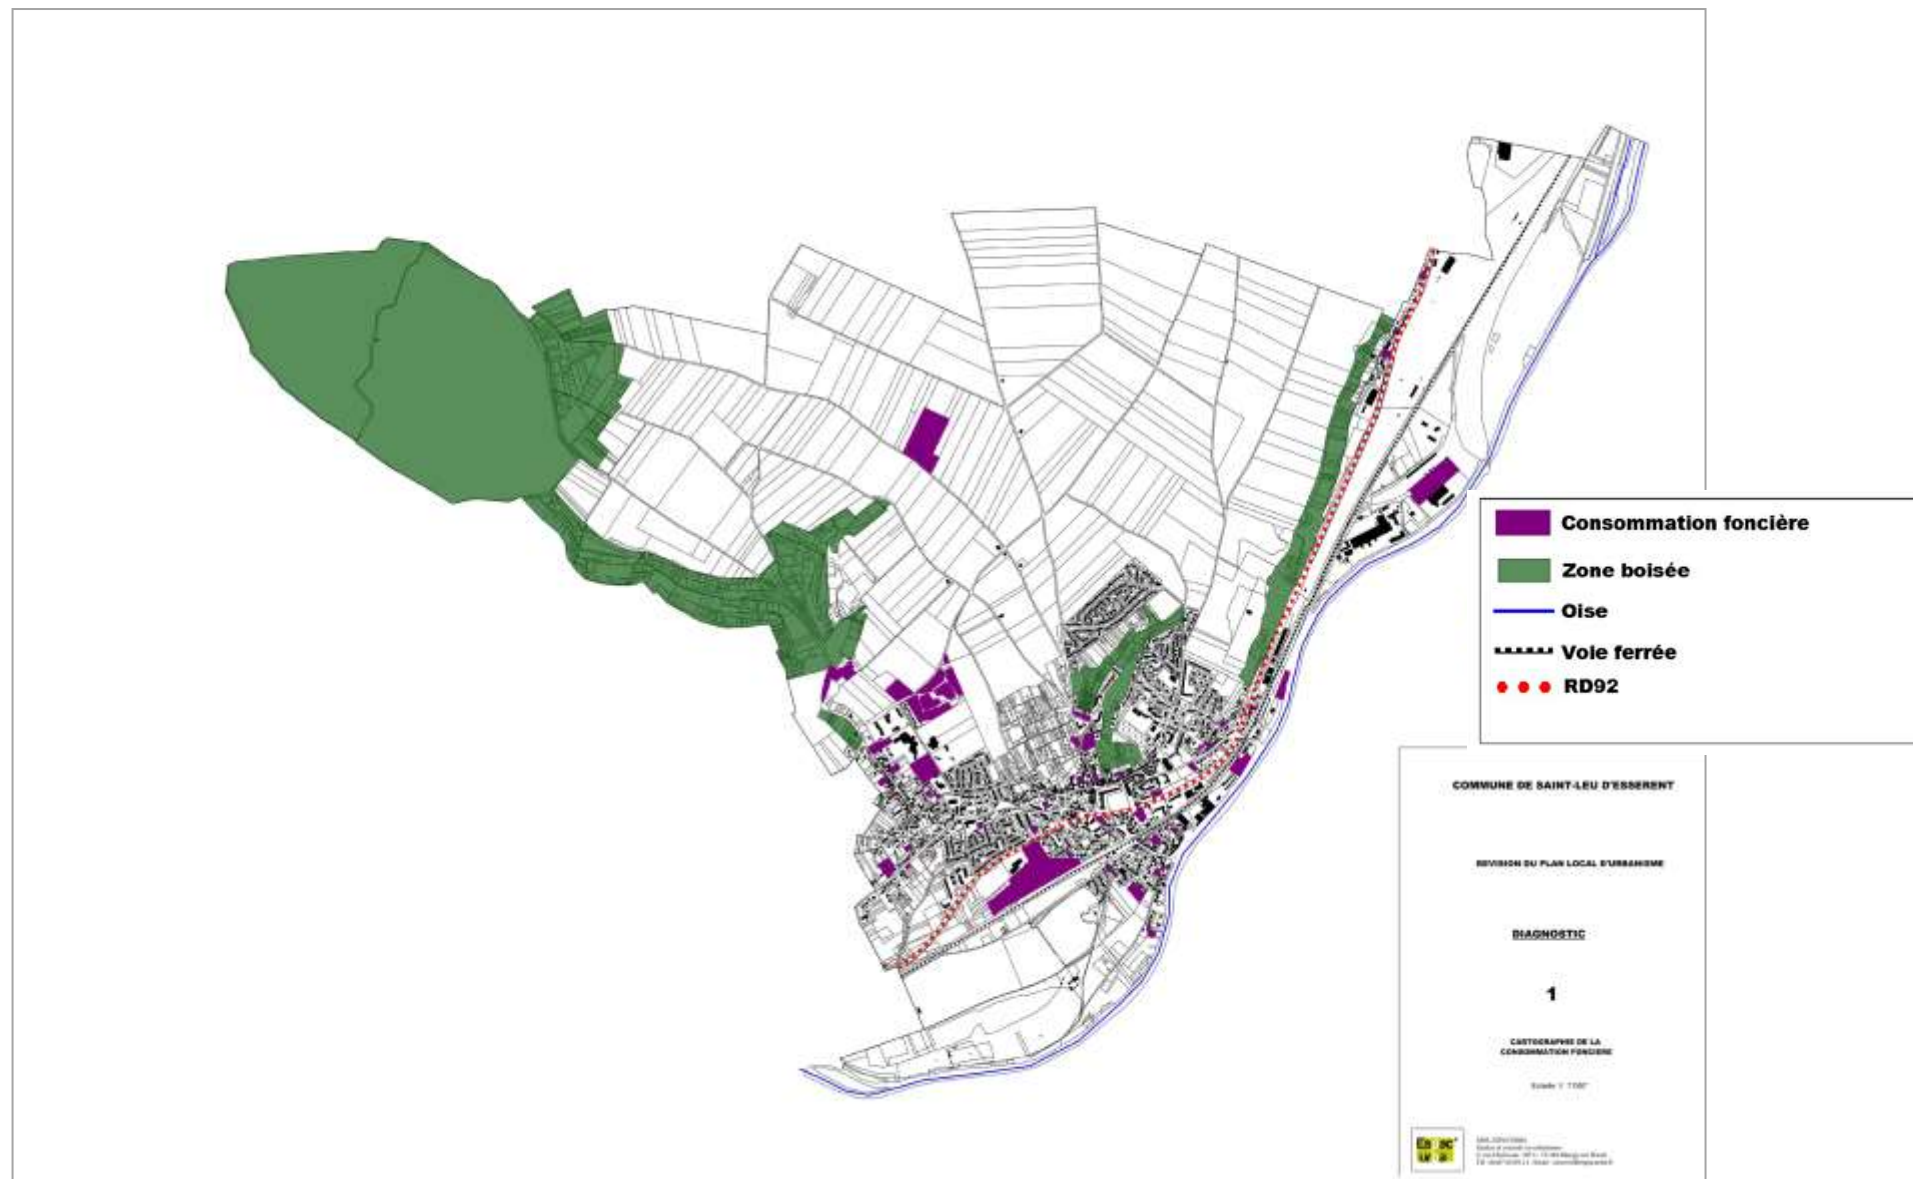 Consommation foncière
Zone boisée
Oise
Voie ferrée
RD92
COMMUNE DE SAINT-LEU D'ESSERENT
REVISION DU PLAN LOCAL D'URBANISME
DIAGNOSTIC
1
CARTOGRAPHIE DE LA
CONSOMMATION FONCIERE